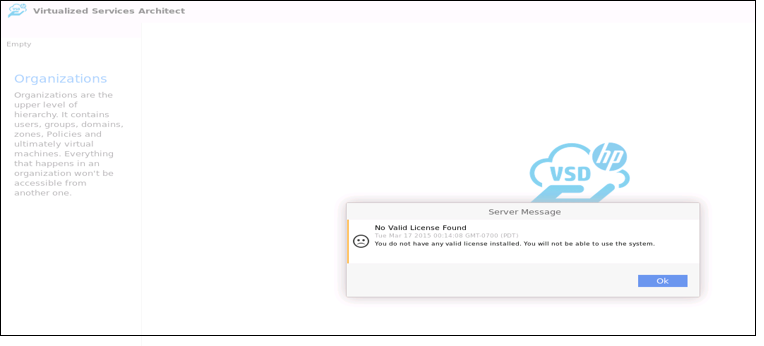 Virtualized Services Architect
Empty
Organizations
Organizations are the
upper level of
hierarchy. It contains
users, groups, domains,
zones, Policies and
ultimately virtual
machines. Everything
that happens in an
organization won't be
accessible from
another one.
hp
VSD
Server Message
No Valid License Found
Tue Mar 17 2015 00:14:08 GMT-0700 (PDT)
You do not have any valid license installed. You will not be able to use the system.
Ok